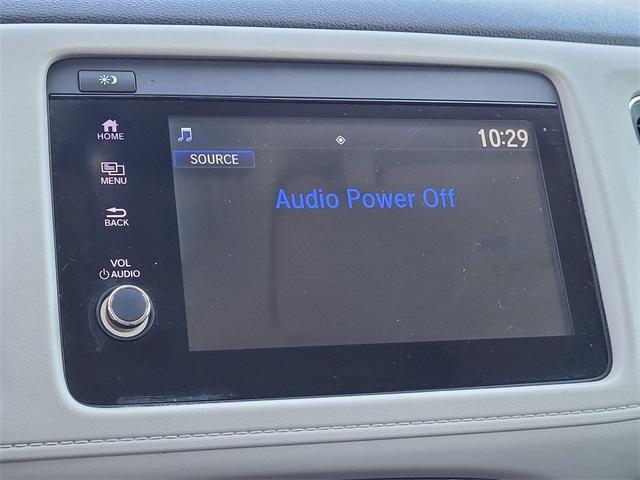 HOME
MENU
BACK
VOL
AUDIO
10:29
SOURCE
Audio Power Off